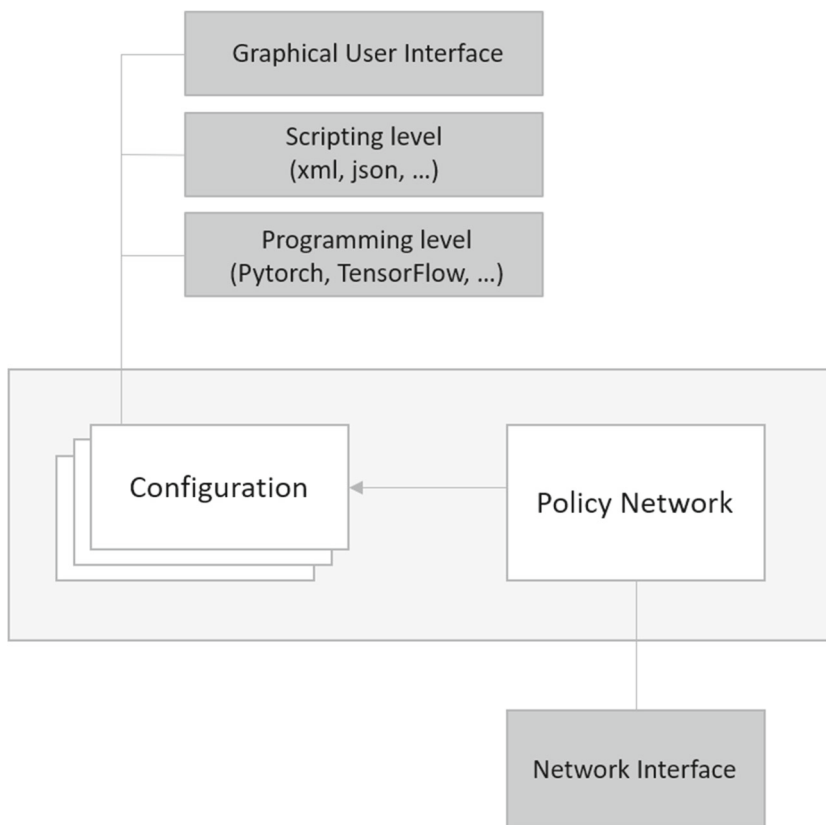 Graphical User Interface
Scripting level
(xml, json, ...)
Programming level
(Pytorch, TensorFlow, ...)
Configuration
Policy Network
Network Interface